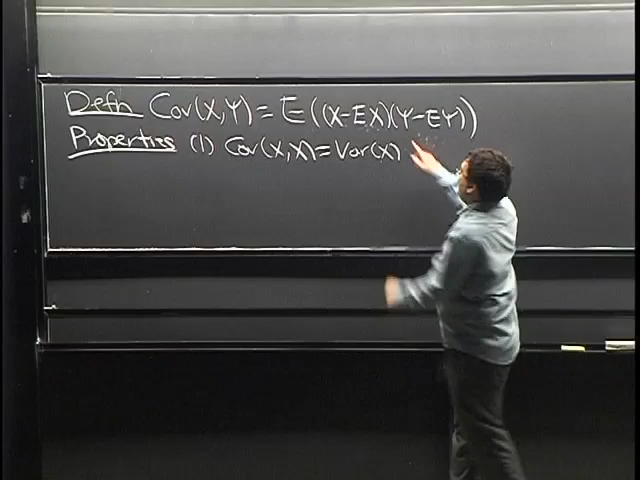 Defn Cov(X,Y) = E((X-EX)(Y-EY))
Properties (1) Cov(X,X) = Var(X)